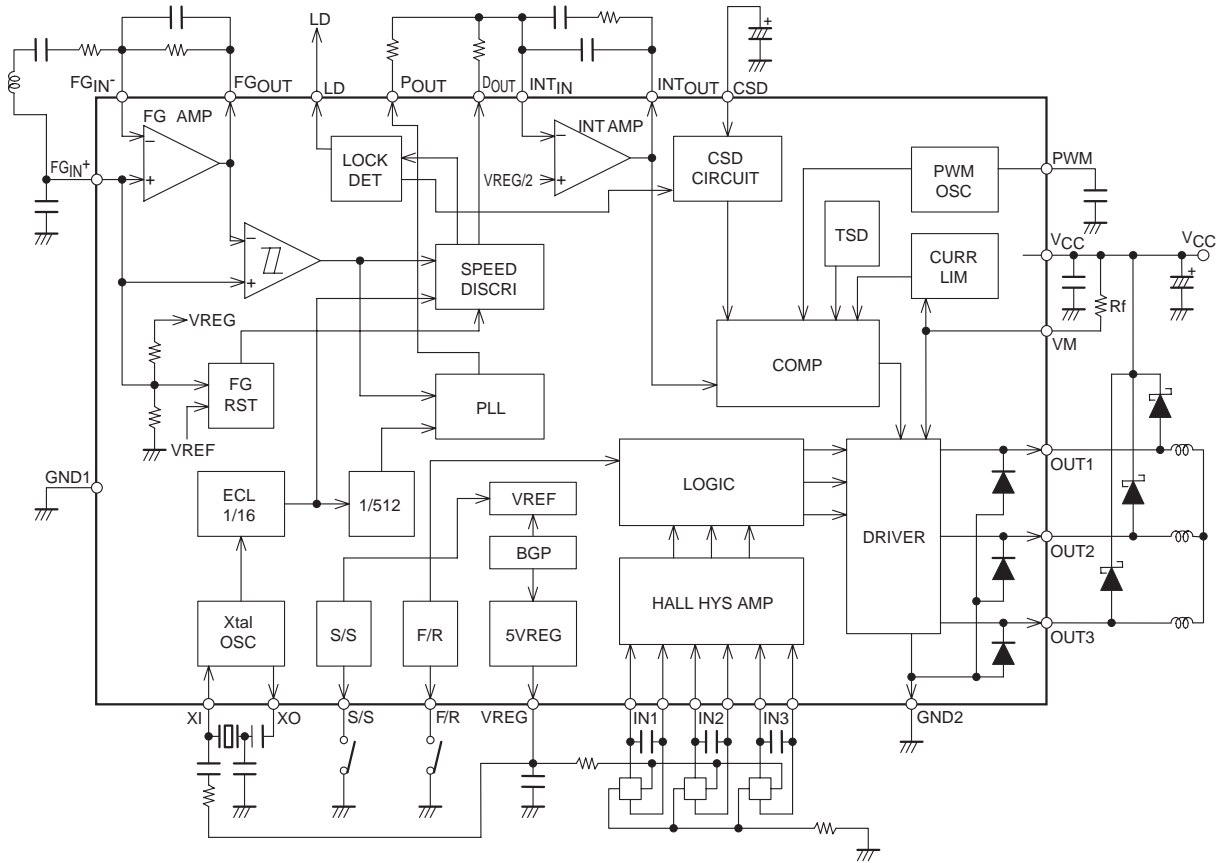 LD
FGIN-
FGOUT
LD
POUT
DOUT
INTIN
INTOUT
CSD
FG AMP
INT AMP
LOCK
DET
CSD
CIRCUIT
PWM
OSC
PWM
FGIN+
VREG/2
TSD
VCC
VCC
SPEED
DISCRI
CURR
LIM
Rf
VREG
VM
COMP
FG
RST
PLL
VREF
GND1
OUT1
ECL
1/16
1/512
VREF
LOGIC
DRIVER
OUT2
BGP
HALL HYS AMP
Xtal
OSC
S/S
F/R
5VREG
OUT3
XI
XO
S/S
F/R
VREG
IN1
IN2
IN3
GND2